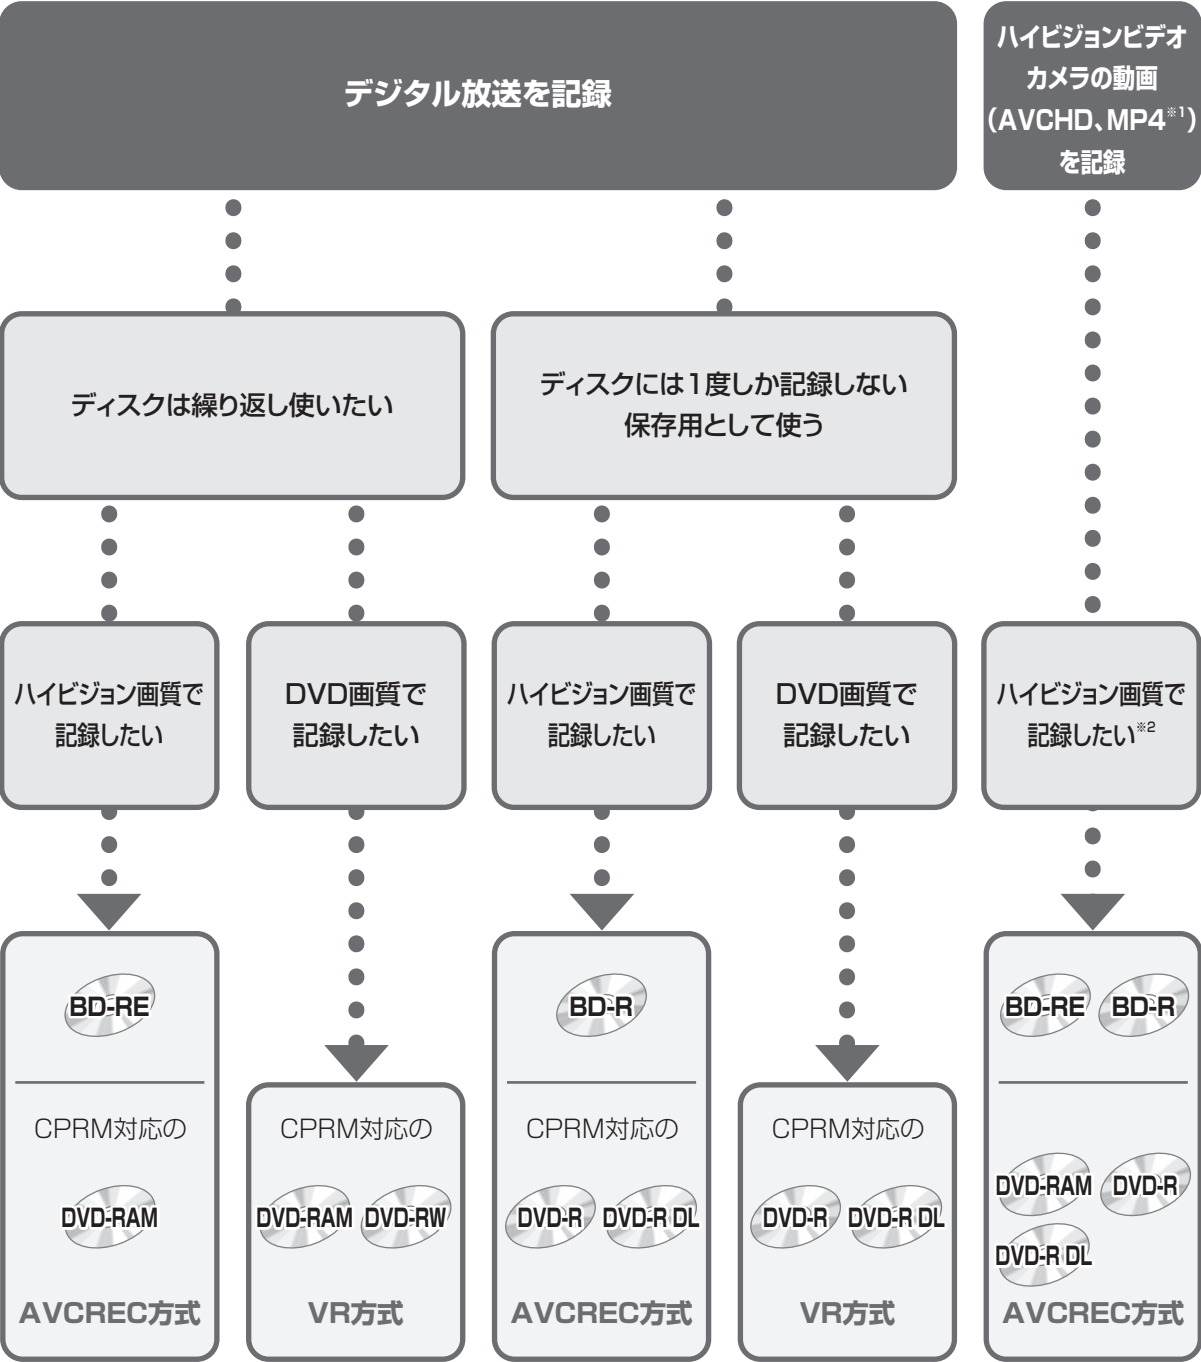 デジタル放送を記録
ハイビジョンビデオ
カメラの動画
(AVCHD、MP4※1)
を記録
ディスクは繰り返し使いたい
ディスクには1度しか記録しない
保存用として使う
ハイビジョン画質で
記録したい
DVD画質で
記録したい
ハイビジョン画質で
記録したい
DVD画質で
記録したい
ハイビジョン画質で
記録したい※2
BD-RE
CPRM対応の
DVD-RAM
AVCREC方式
CPRM対応の
DVD-RAM DVD-RW
VR方式
BD-R
CPRM対応の
DVD-R DVD-R DL
AVCREC方式
CPRM対応の
DVD-R DVD-R DL
VR方式
BD-RE BD-R
DVD-RAM DVD-R
DVD-R DL
AVCREC方式